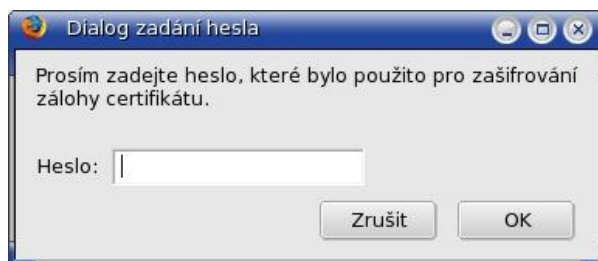 Dialog zadání hesla
Prosím zadejte heslo, které bylo použito pro zašifrování
zálohy certifikátu.
Heslo:
Zrušit OK